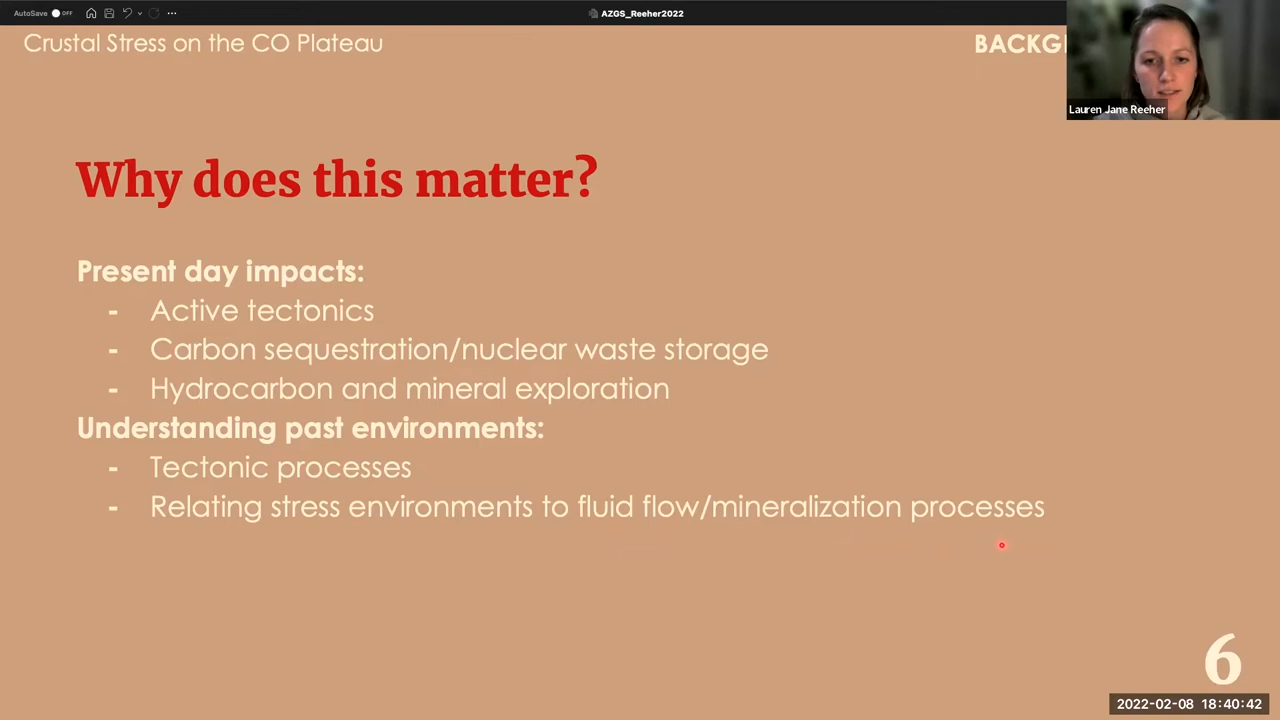 AutoSave OFF
AZGS_Reeher2022
Crustal Stress on the CO Plateau
BACKG
Lauren Jane Reeher
Why does this matter?
Present day impacts:
- Active tectonics
- Carbon sequestration/nuclear waste storage
- Hydrocarbon and mineral exploration
Understanding past environments:
- Tectonic processes
- Relating stress environments to fluid flow/mineralization processes
6
2022-02-08 18:40:42